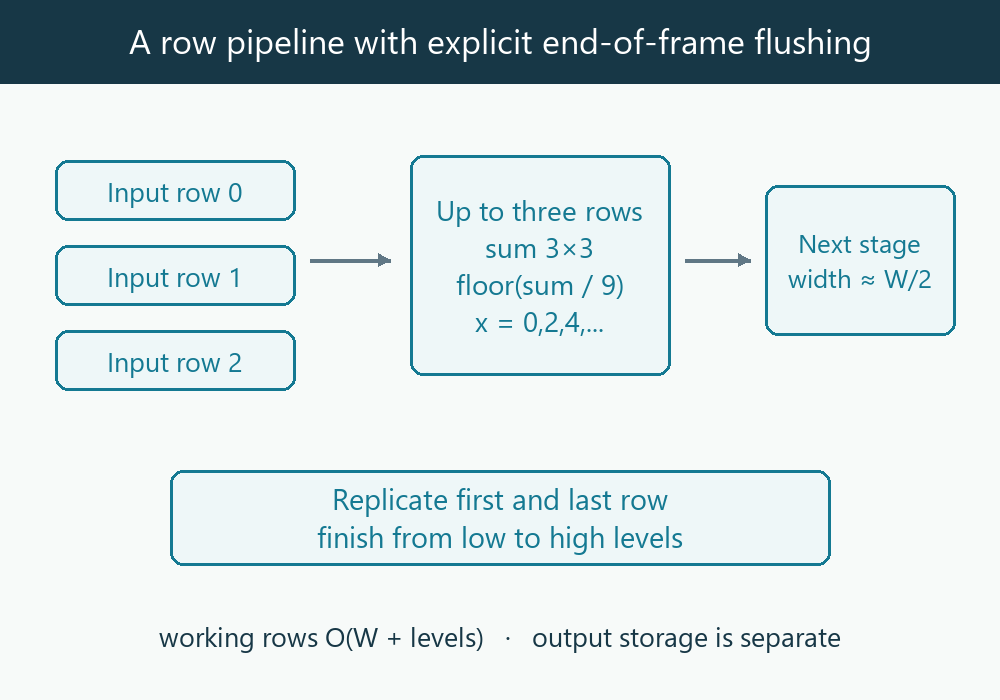 A row pipeline with explicit end-of-frame flushing
Input row 0
Input row 1
Input row 2
Up to three rows
sum 3×3
floor(sum / 9)
x = 0,2,4,...
Next stage
width ≈ W/2
Replicate first and last row
finish from low to high levels
working rows O(W + levels) · output storage is separate